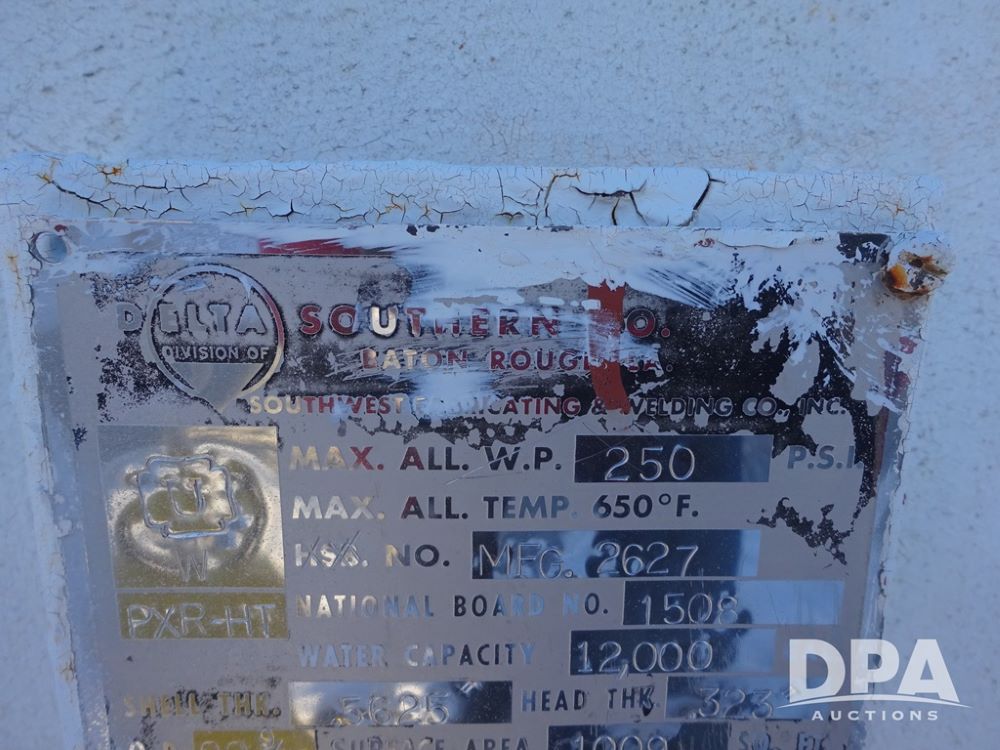 DELTA SOUTHERN CO.
DIVISION OF
BATON ROUGE, LA.
SOUTHWEST FABRICATING & WELDING CO., INC.
MAX. ALL. W.P. 250 P.S.I.
U
MAX. ALL. TEMP. 650°F.
W
NO. MFG. 2627
PXR-HT
NATIONAL BOARD NO. 1508
WATER CAPACITY 12,000
SHELL THK. .5625 HEAD THK. .323
SURFACE AREA 1009
DPA
AUCTIONS